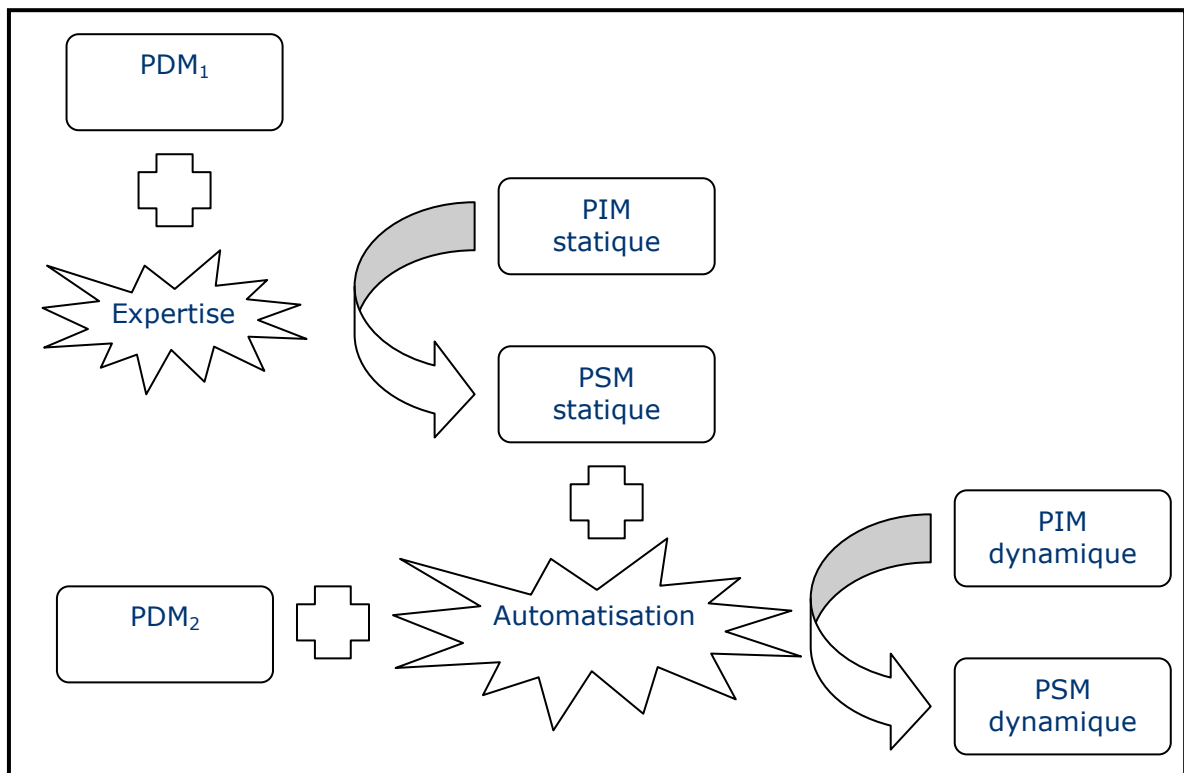 PDM₁
PIM
statique
Expertise
PSM
statique
PIM
dynamique
PDM₂
Automatisation
PSM
dynamique